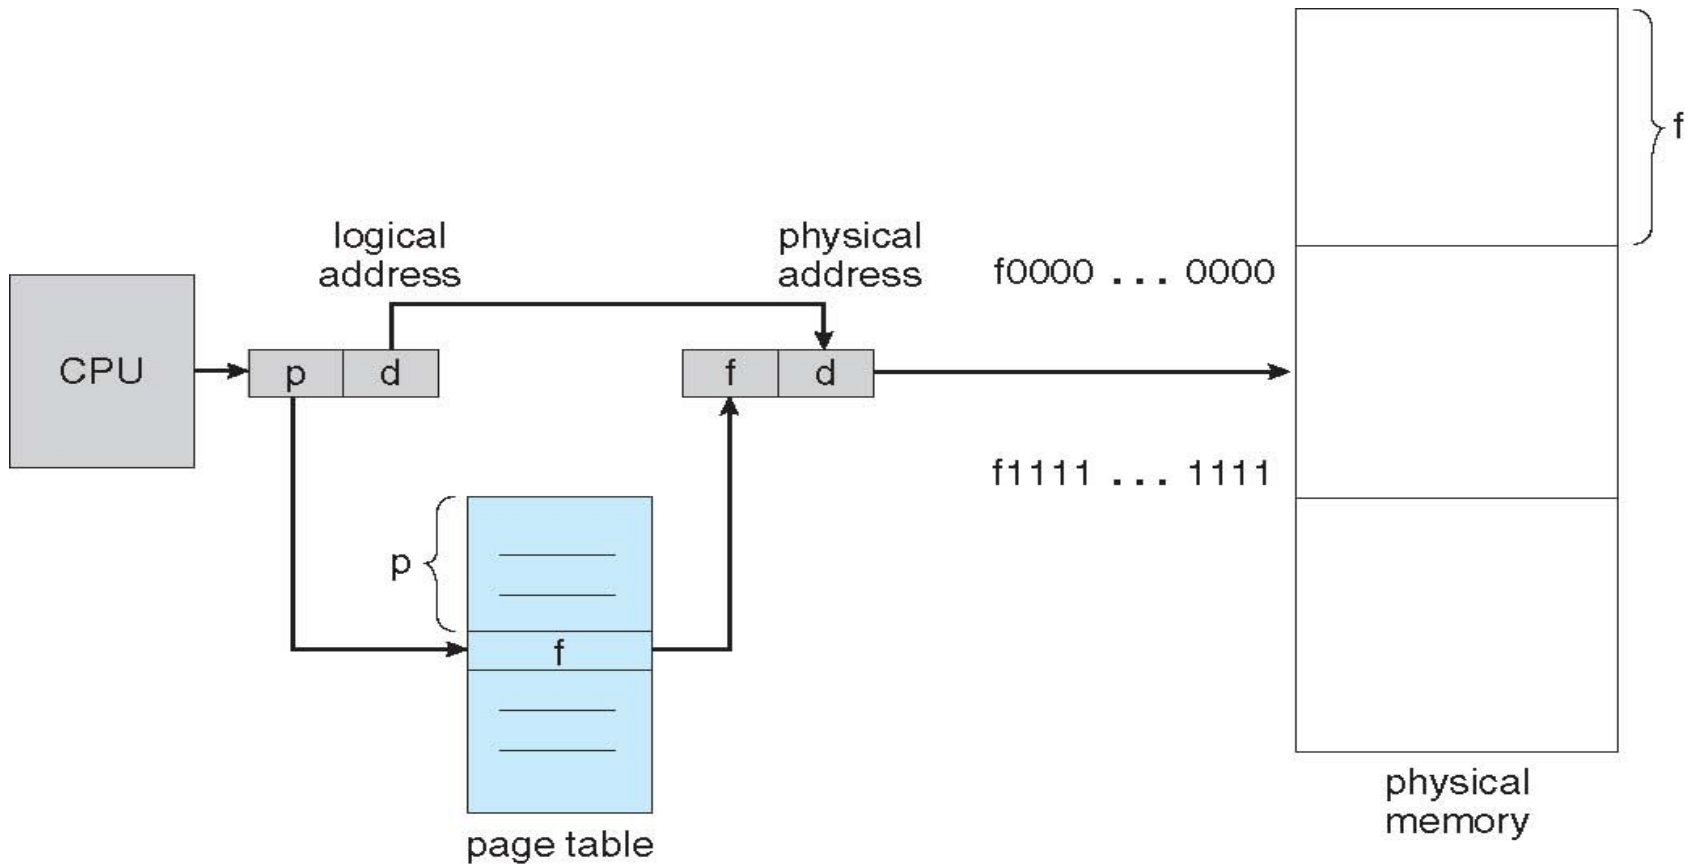 f
logical
address
physical
address
f0000 ... 0000
CPU
p
d
f
d
f1111 ... 1111
p
f
physical
memory
page table